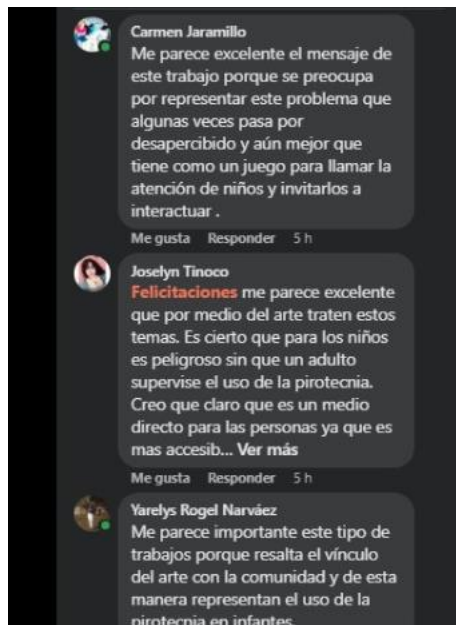 Carmen Jaramillo
Me parece excelente el mensaje de
este trabajo porque se preocupa
por representar este problema que
algunas veces pasa por
desapercibido y aún mejor que
tiene como un juego para llamar la
atención de niños y invitarlos a
interactuar .
Me gusta Responder 5 h
Joselyn Tinoco
Felicitaciones me parece excelente
que por medio del arte traten estos
temas. Es cierto que para los niños
es peligroso sin que un adulto
supervise el uso de la pirotecnia.
Creo que claro que es un medio
directo para las personas ya que es
mas accesib... Ver más
Me gusta Responder 5 h
Yarelys Rogel Narváez
Me parece importante este tipo de
trabajos porque resalta el vínculo
del arte con la comunidad y de esta
manera representan el uso de la
pirotecnia en infantes.